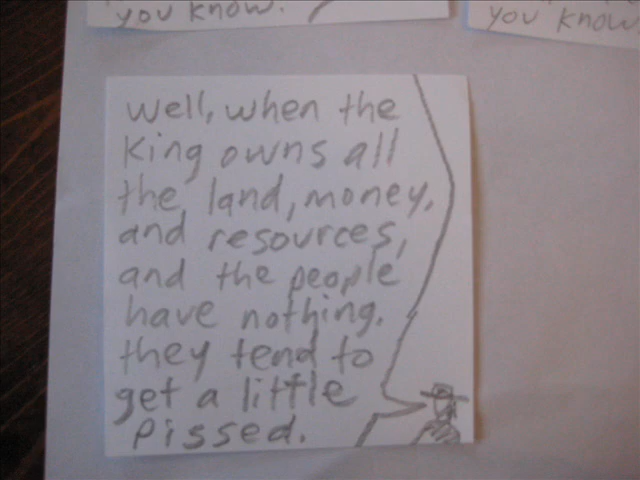 you know.
you know.
Well, when the
King owns all
the land, money,
and resources,
and the people
have nothing.
they tend to
get a little
pissed.